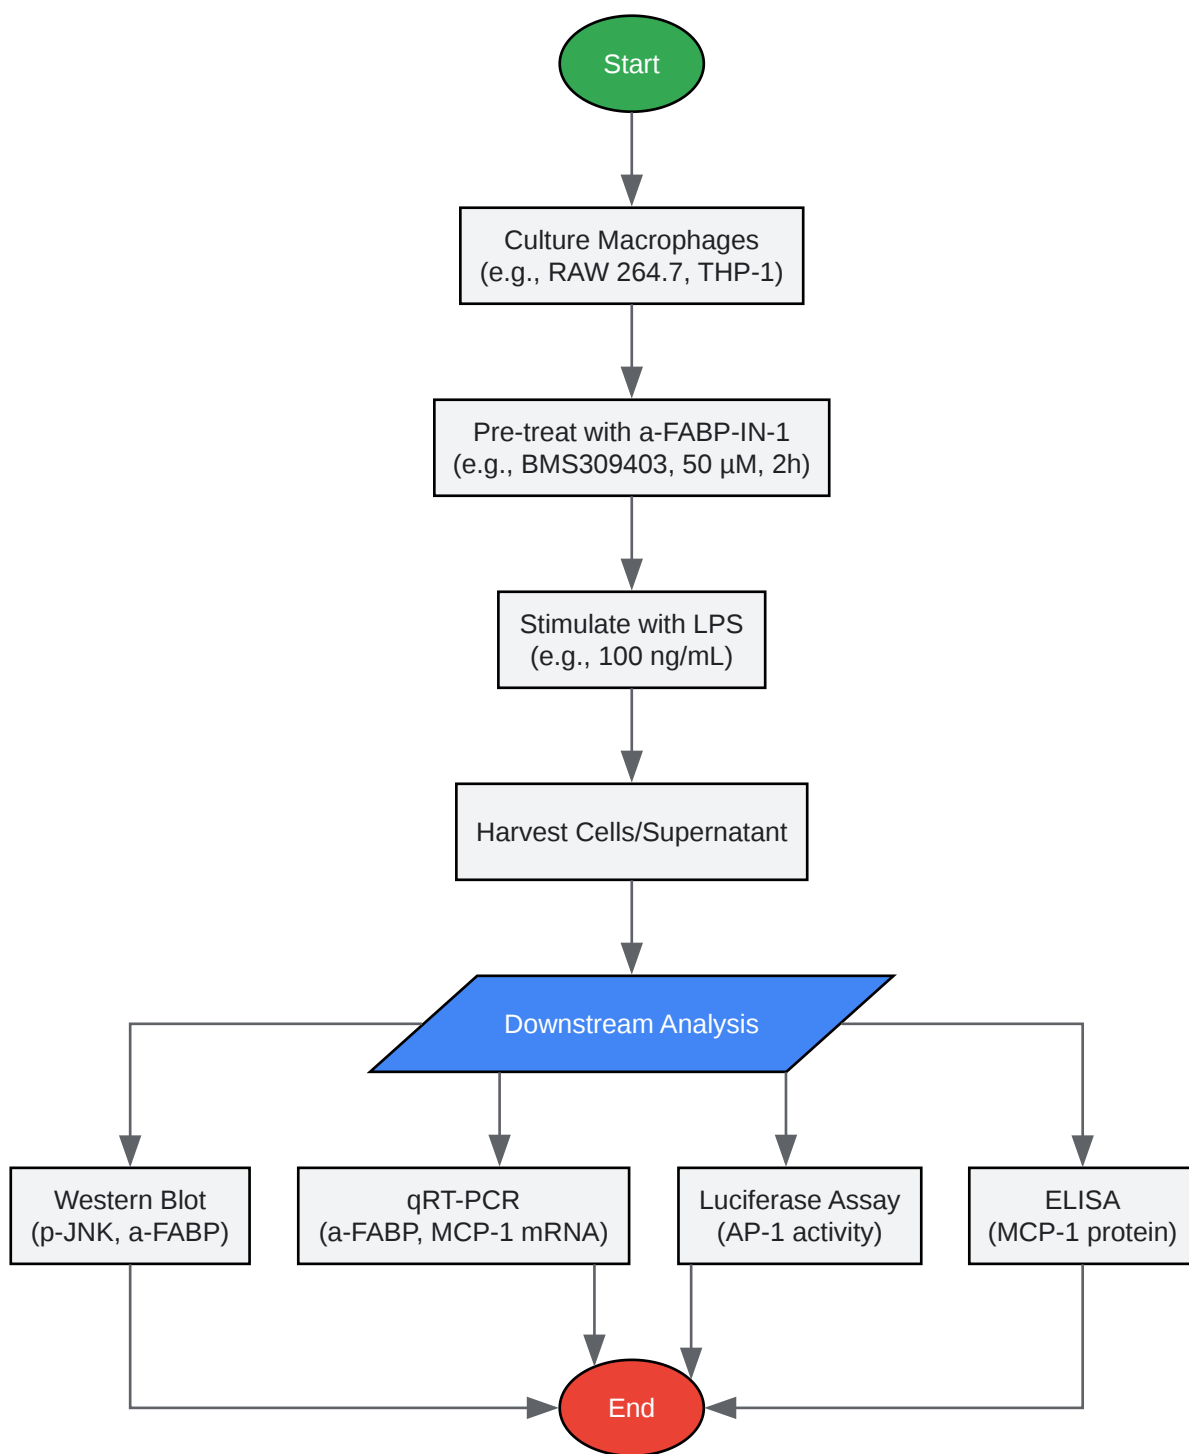 Start
Culture Macrophages
(e.g., RAW 264.7, THP-1)
Pre-treat with a-FABP-IN-1
(e.g., BMS309403, 50 µM, 2h)
Stimulate with LPS
(e.g., 100 ng/mL)
Harvest Cells/Supernatant
Downstream Analysis
Western Blot
(p-JNK, a-FABP)
qRT-PCR
(a-FABP, MCP-1 mRNA)
Luciferase Assay
(AP-1 activity)
ELISA
(MCP-1 protein)
End